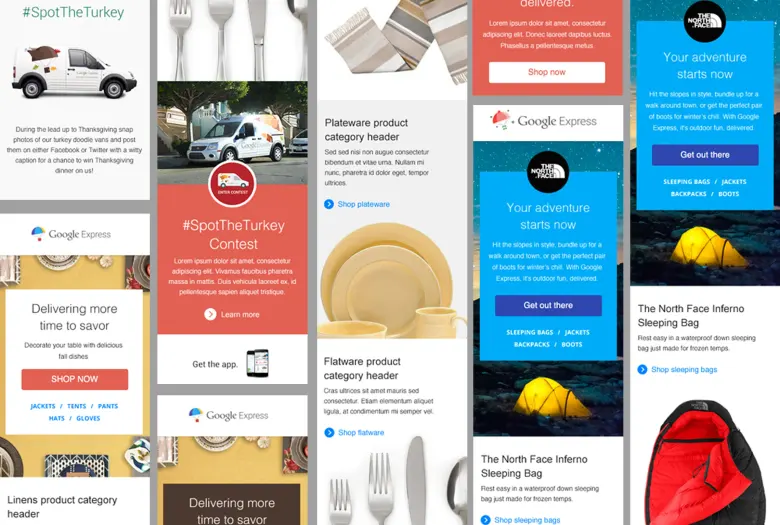 #SpotTheTurkey
During the lead up to Thanksgiving snap
photos of our turkey doodle vans and post
them on either Facebook or Twitter with a witty
caption for a chance to win Thanksgiving
dinner on us!
Google Express
Delivering more
time to savor
Decorate your table with delicious
fall dishes
SHOP NOW
JACKETS / TENTS / PANTS
HATS / GLOVES
Linens product category
header
ENTER CONTEST
#SpotTheTurkey
Contest
Lorem ipsum dolor sit amet, consectetur
adipiscing elit. Vivamus faucibus pharetra
massa in mattis. Duis vehicula laoreet ex, id
pellentesque sapien aliquet tristique.
Learn more
Get the app.
Google Express
Delivering more
time to savor
Plateware product
category header
Sed sed nisi non augue consectetur
bibendum et vitae urna. Nullam mi
nunc, pharetra id dolor eget, tempor
ultrices.
Shop plateware
Flatware product
category header
Cras ultrices sit amet mauris sed
consectetur. Etiam elementum aliquet
ligula, at condimentum mi semper vel.
Shop flatware
delivered.
Lorem ipsum dolor sit amet, consectetur
adipiscing elit. Donec laoreet dapibus luctus.
Phasellus a pellentesque metus.
Shop now
Google Express
THE
NORTH
FACE
Your adventure
starts now
Hit the slopes in style, bundle up for a
walk around town, or get the perfect pair
of boots for winter's chill. With Google
Express, it's outdoor fun, delivered.
Get out there
SLEEPING BAGS / JACKETS
BACKPACKS / BOOTS
The North Face Inferno
Sleeping Bag
Rest easy in a waterproof down sleeping
bag just made for frozen temps.
Shop sleeping bags
THE
NORTH
FACE
Your adventure
starts now
Hit the slopes in style, bundle up for a
walk around town, or get the perfect pair
of boots for winter's chill. With Google
Express, it's outdoor fun, delivered.
Get out there
SLEEPING BAGS / JACKETS
BACKPACKS / BOOTS
The North Face Inferno
Sleeping Bag
Rest easy in a waterproof down sleeping
bag just made for frozen temps.
Shop sleeping bags